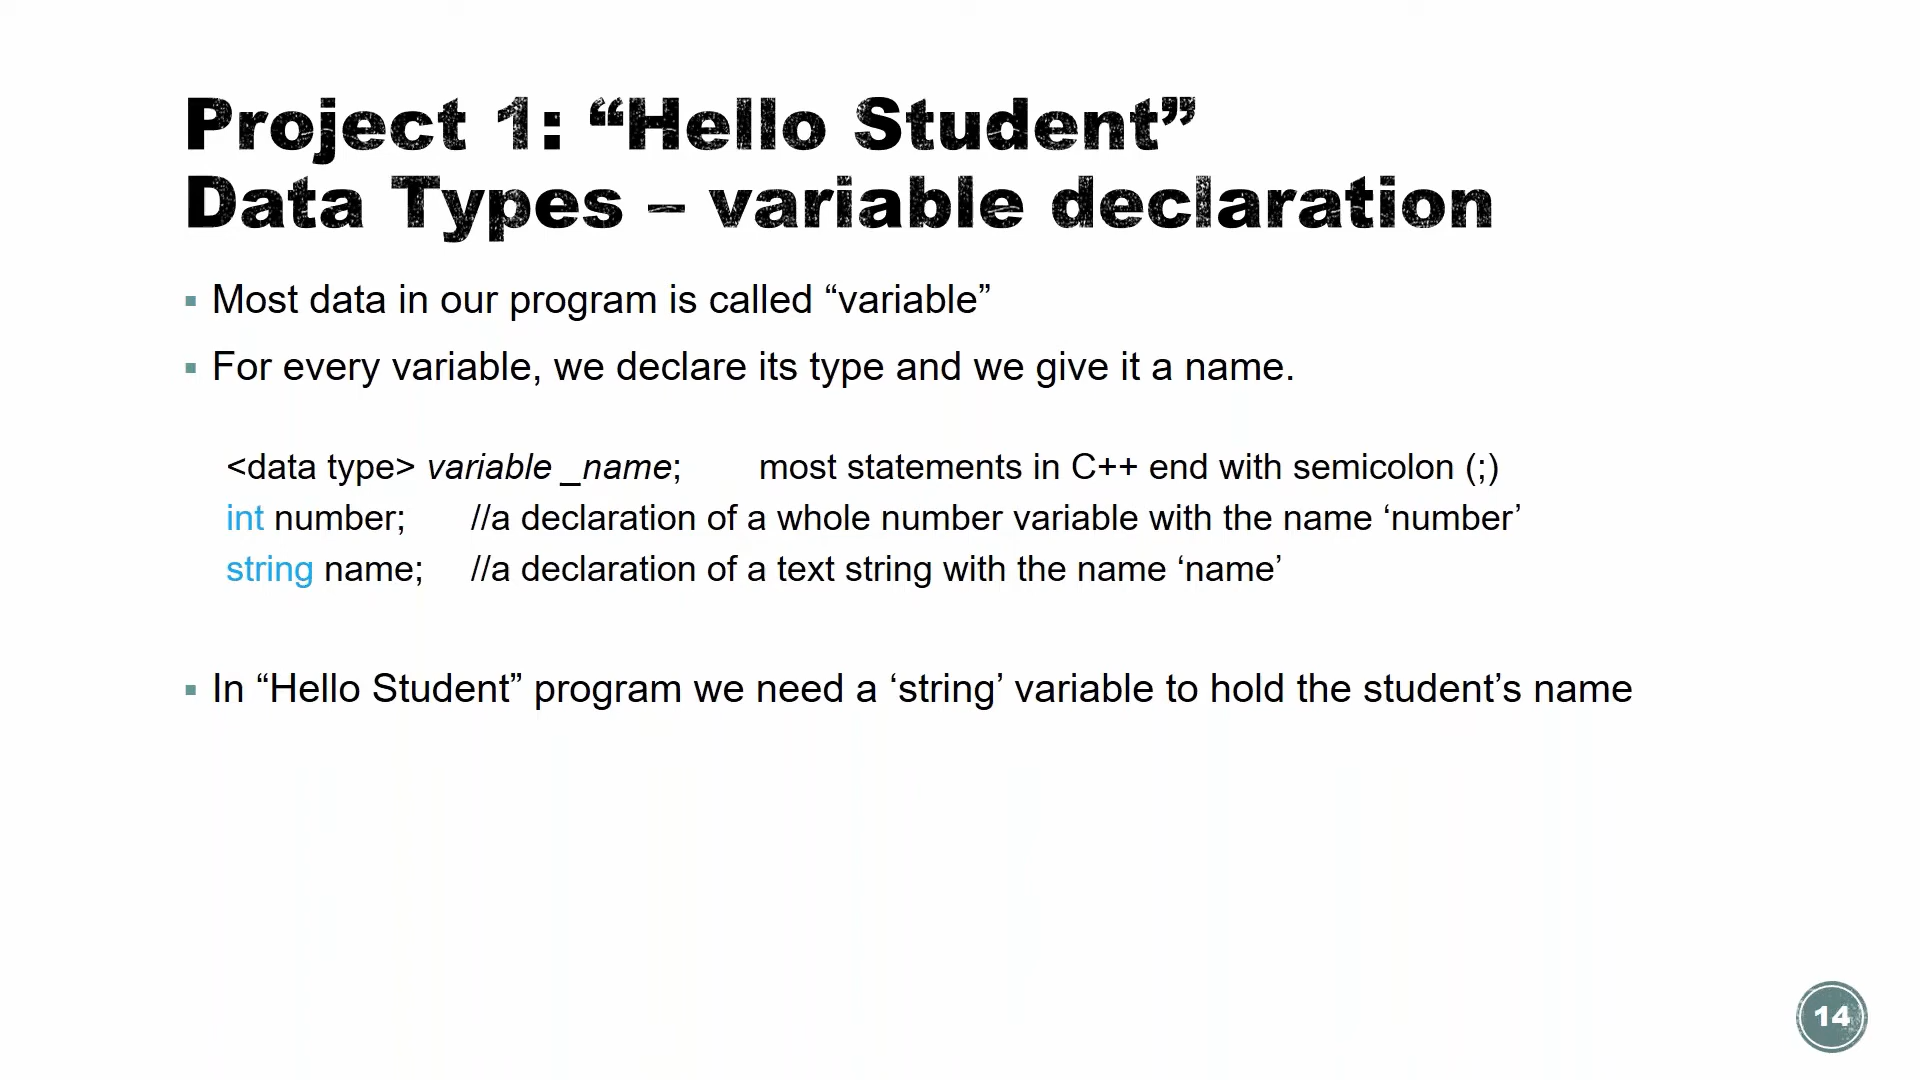 Project 1: “Hello Student”
Data Types – variable declaration
▪ Most data in our program is called “variable”
▪ For every variable, we declare its type and we give it a name.
<data type> variable _name; most statements in C++ end with semicolon (;)
int number; //a declaration of a whole number variable with the name ‘number’
string name; //a declaration of a text string with the name ‘name’
▪ In “Hello Student” program we need a ‘string’ variable to hold the student’s name
14